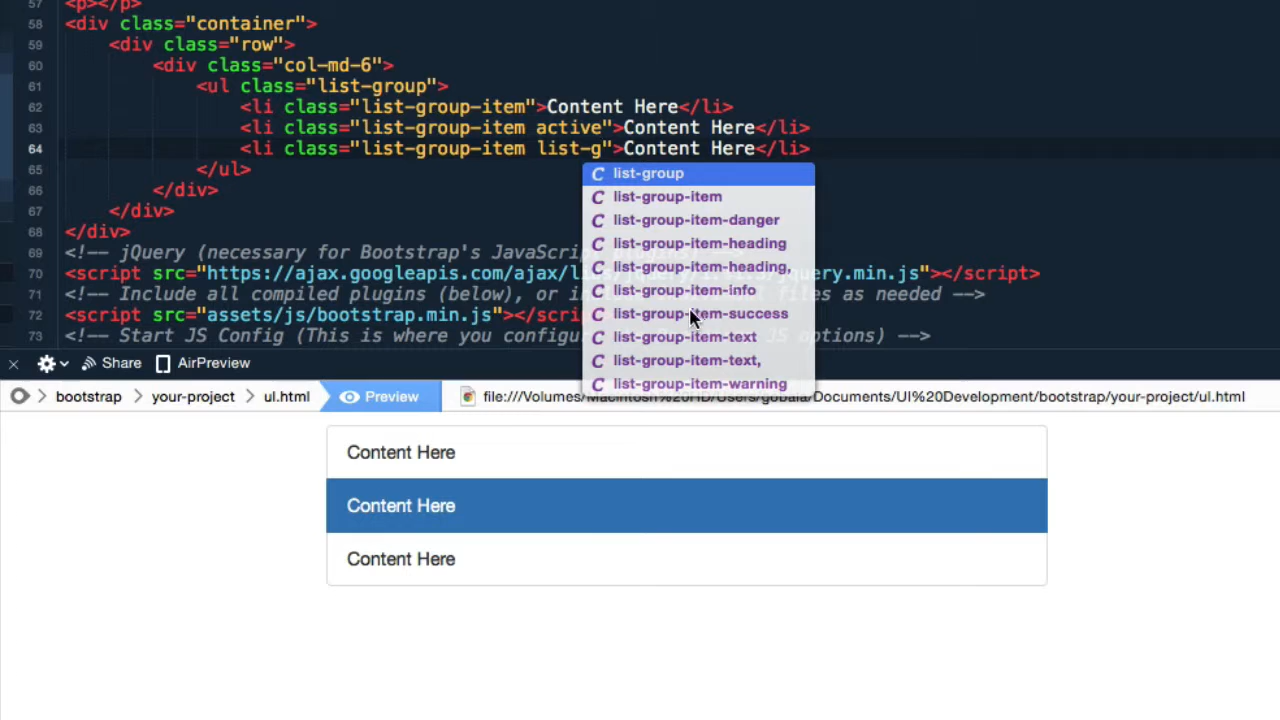 57 <p></p>
58 <div class="container">
59 <div class="row">
60 <div class="col-md-6">
61 <ul class="list-group">
62 <li class="list-group-item">Content Here</li>
63 <li class="list-group-item active">Content Here</li>
64 <li class="list-group-item list-g">Content Here</li>
65 </ul>
66 </div>
67 </div>
68 </div>
69 <!-- jQuery (necessary for Bootstrap's JavaScript
70 <script src="https://ajax.googleapis.com/ajax/ jquery.min.js"></script>
71 <!-- Include all compiled plugins (below), or files as needed -->
72 <script src="assets/js/bootstrap.min.js"></sc
73 <!-- Start JS Config (This is where you options) -->
C list-group
C list-group-item
C list-group-item-danger
C list-group-item-heading
C list-group-item-heading,
C list-group-item-info
C list-group-item-success
C list-group-item-text
C list-group-item-text,
C list-group-item-warning
Share AirPreview
bootstrap your-project ul.html Preview file:///Volumes/Macintosh%20HD/Users/gobala/Documents/UI%20Development/bootstrap/your-project/ul.html
Content Here
Content Here
Content Here